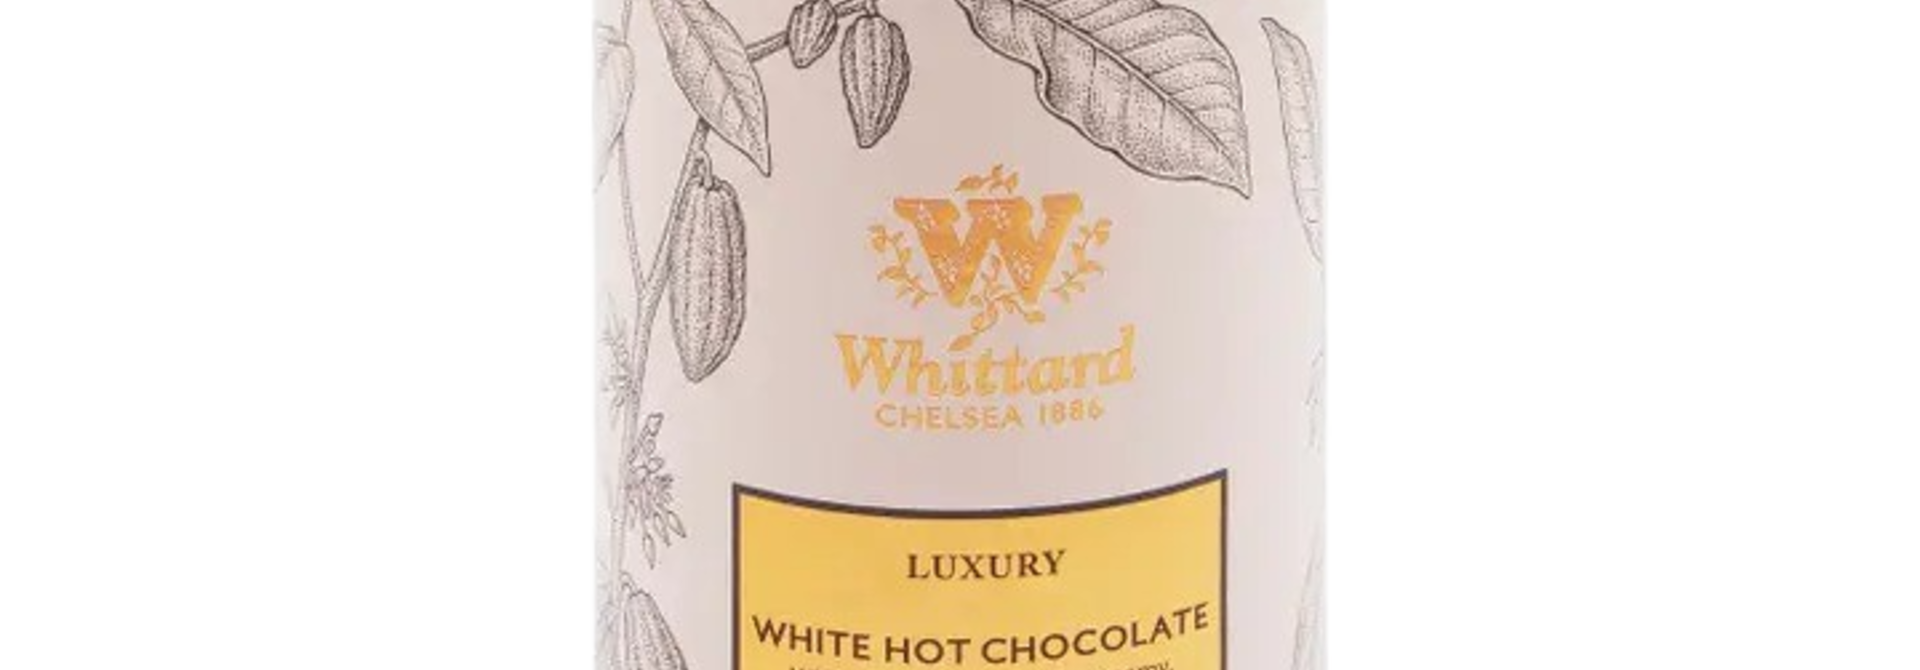 W
Whittard
CHELSEA 1886
LUXURY
WHITE HOT CHOCOLATE